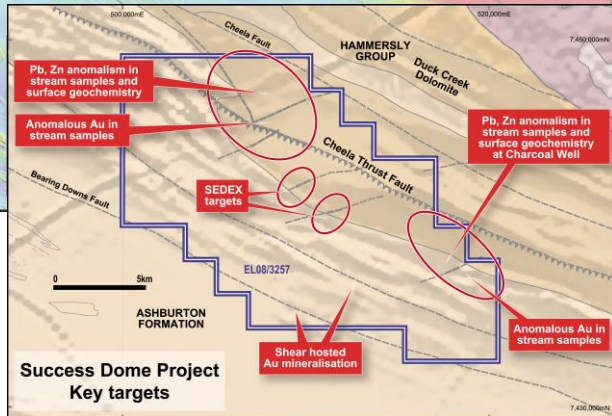 500,000mE
520,000mE
7,450,000mN
Cheela Fault
HAMMERSLY
GROUP
Duck Creek
Dolomite
Pb, Zn anomalism in
stream samples and
surface geochemistry
Anomalous Au in
stream samples
Pb, Zn anomalism in
stream samples and
surface geochemistry
at Charcoal Well
Cheela Thrust Fault
Bearing Downs Fault
SEDEX
targets
EL08/3257
0 5km
ASHBURTON
FORMATION
Shear hosted
Au mineralisation
Anomalous Au in
stream samples
Success Dome Project
Key targets
7,430,000mN